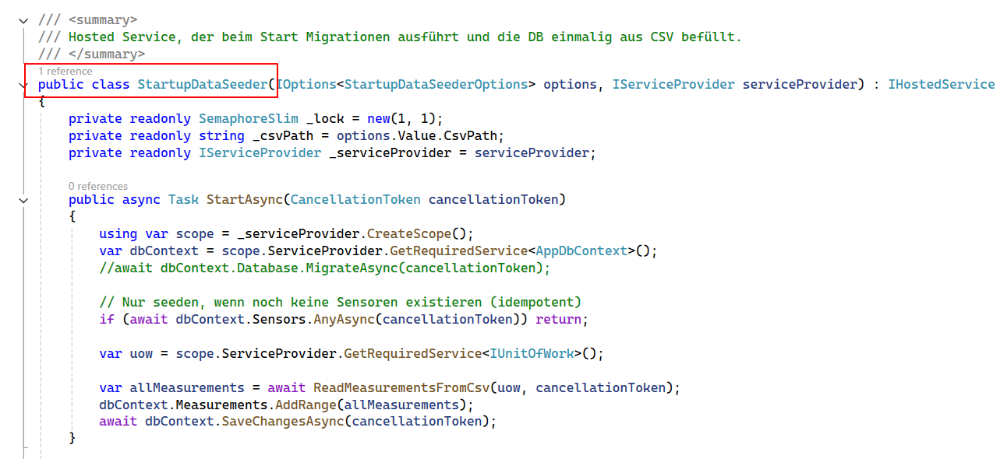 /// <summary>
/// Hosted Service, der beim Start Migrationen ausführt und die DB einmalig aus CSV befüllt.
/// </summary>
1 reference
public class StartupDataSeeder(IOptions<StartupDataSeederOptions> options, IServiceProvider serviceProvider) : IHostedService
{
    private readonly SemaphoreSlim _lock = new(1, 1);
    private readonly string _csvPath = options.Value.CsvPath;
    private readonly IServiceProvider _serviceProvider = serviceProvider;
    0 references
    public async Task StartAsync(CancellationToken cancellationToken)
    {
        using var scope = _serviceProvider.CreateScope();
        var dbContext = scope.ServiceProvider.GetRequiredService<AppDbContext>();
        //await dbContext.Database.MigrateAsync(cancellationToken);
        // Nur seeden, wenn noch keine Sensoren existieren (idempotent)
        if (await dbContext.Sensors.AnyAsync(cancellationToken)) return;
        var uow = scope.ServiceProvider.GetRequiredService<IUnitOfWork>();
        var allMeasurements = await ReadMeasurementsFromCsv(uow, cancellationToken);
        dbContext.Measurements.AddRange(allMeasurements);
        await dbContext.SaveChangesAsync(cancellationToken);
    }